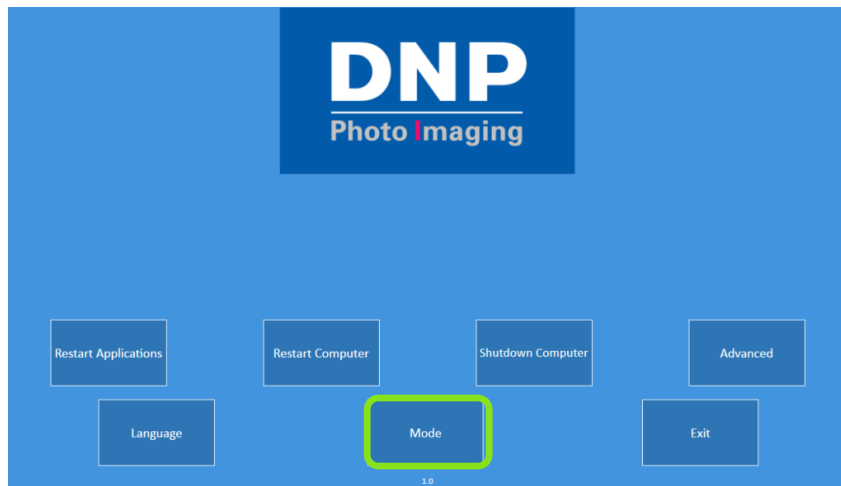 DNP
Photo Imaging
Restart Applications
Restart Computer
Shutdown Computer
Advanced
Language
Mode
Exit
1.0